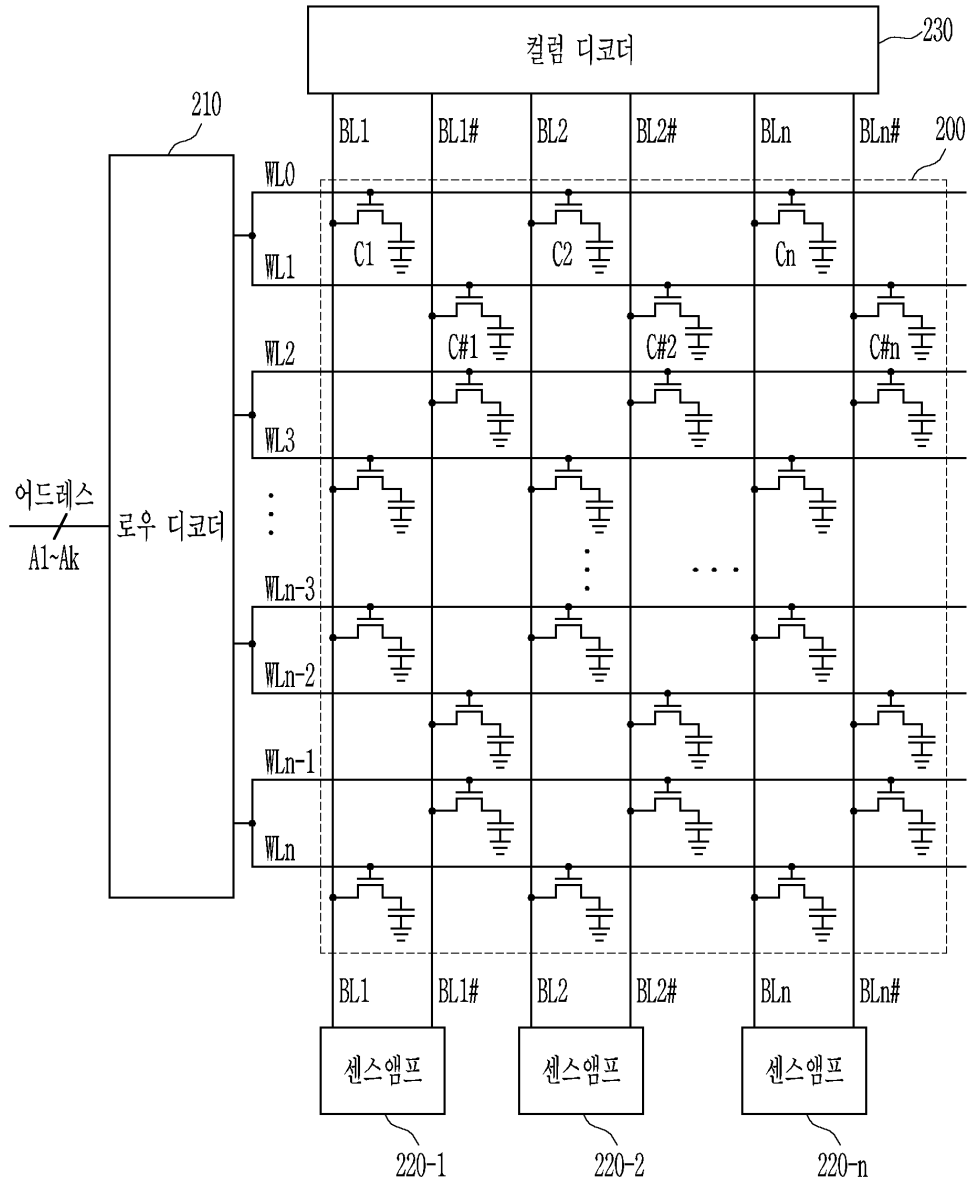 컬럼 디코더
230
210
BL1
BL1#
BL2
BL2#
BLn
BLn#
200
WL0
C1
C2
Cn
WL1
C#1
C#2
C#n
WL2
WL3
어드레스
A1~Ak
로우 디코더
WLn-3
WLn-2
WLn-1
WLn
BL1
BL1#
BL2
BL2#
BLn
BLn#
센스앰프
센스앰프
센스앰프
220-1
220-2
220-n